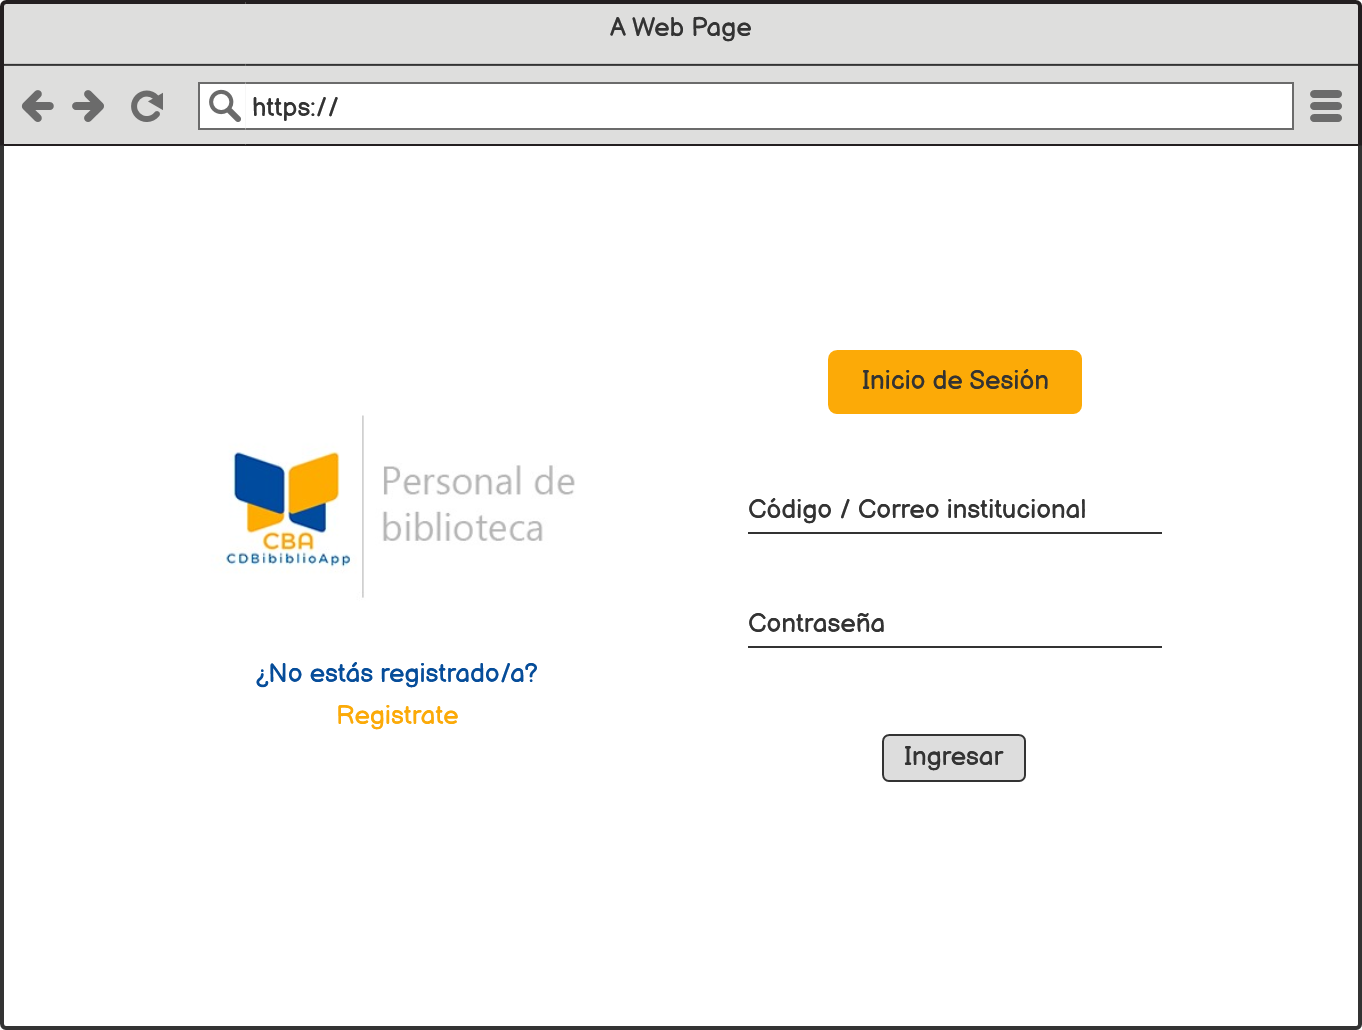 A Web Page
https://
Inicio de Sesión
Personal de
biblioteca
CBA
CDBibiblioApp
Código / Correo institucional
Contraseña
¿No estás registrado/a?
Registrate
Ingresar